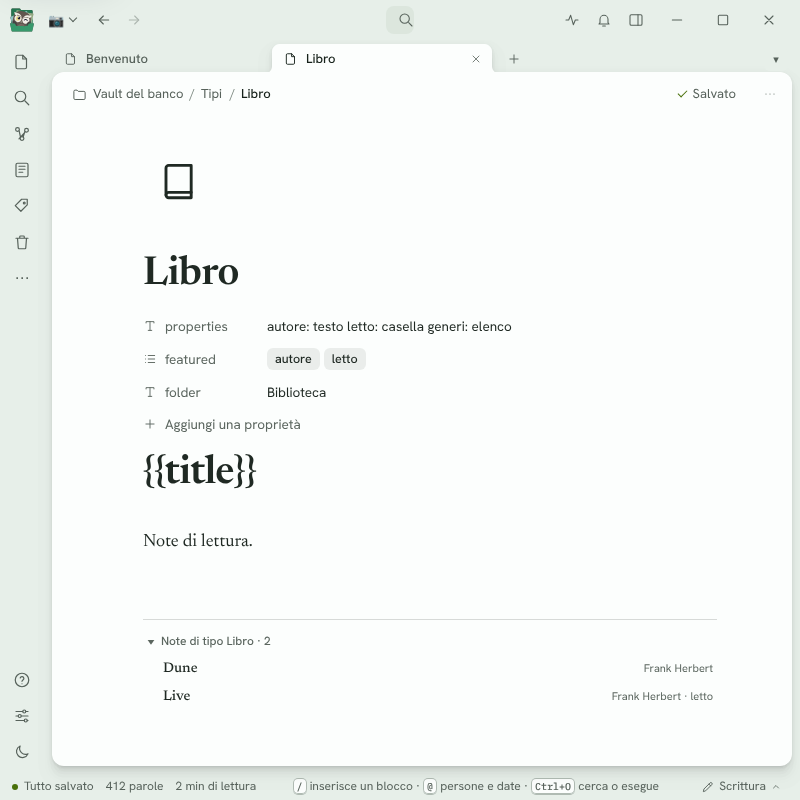 Benvenuto
Libro
Vault del banco / Tipi / Libro
Salvato
Libro
properties autore: testo letto: casella generi: elenco
featured autore letto
folder Biblioteca
Aggiungi una proprietà
{{title}}
Note di lettura.
Note di tipo Libro · 2
Dune Frank Herbert
Live Frank Herbert · letto
Tutto salvato 412 parole 2 min di lettura / inserisce un blocco · @ persone e date · Ctrl+O cerca o esegue Scrittura